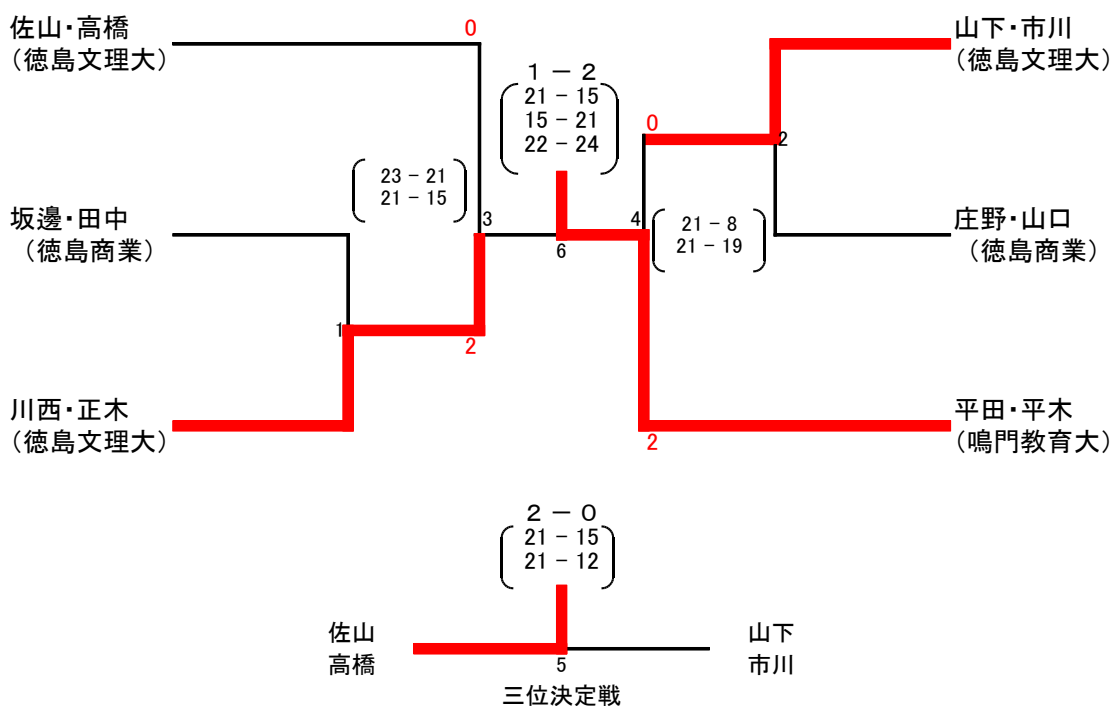 佐山・高橋
（徳島文理大）
0
山下・市川
（徳島文理大）
１－２
21－15
15－21
22－24
0
2
23－21
21－15
坂邊・田中
（徳島商業）
3
6
4
21－8
21－19
庄野・山口
（徳島商業）
1
2
川西・正木
（徳島文理大）
2
平田・平木
（鳴門教育大）
２－０
21－15
21－12
佐山
高橋
5
山下
市川
三位決定戦